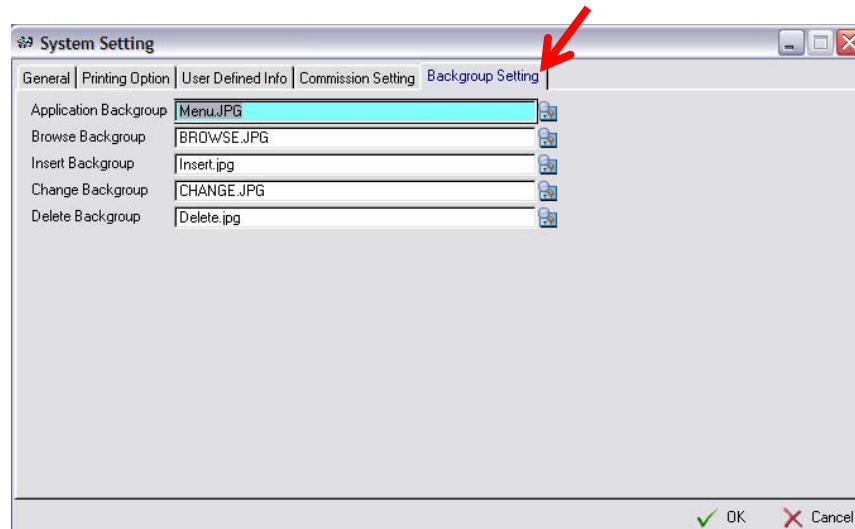 System Setting
General Printing Option User Defined Info Commission Setting Backgroup Setting
Application Backgroup Menu.JPG
Browse Backgroup BROWSE.JPG
Insert Backgroup Insert.jpg
Change Backgroup CHANGE.JPG
Delete Backgroup Delete.jpg
OK Cancel